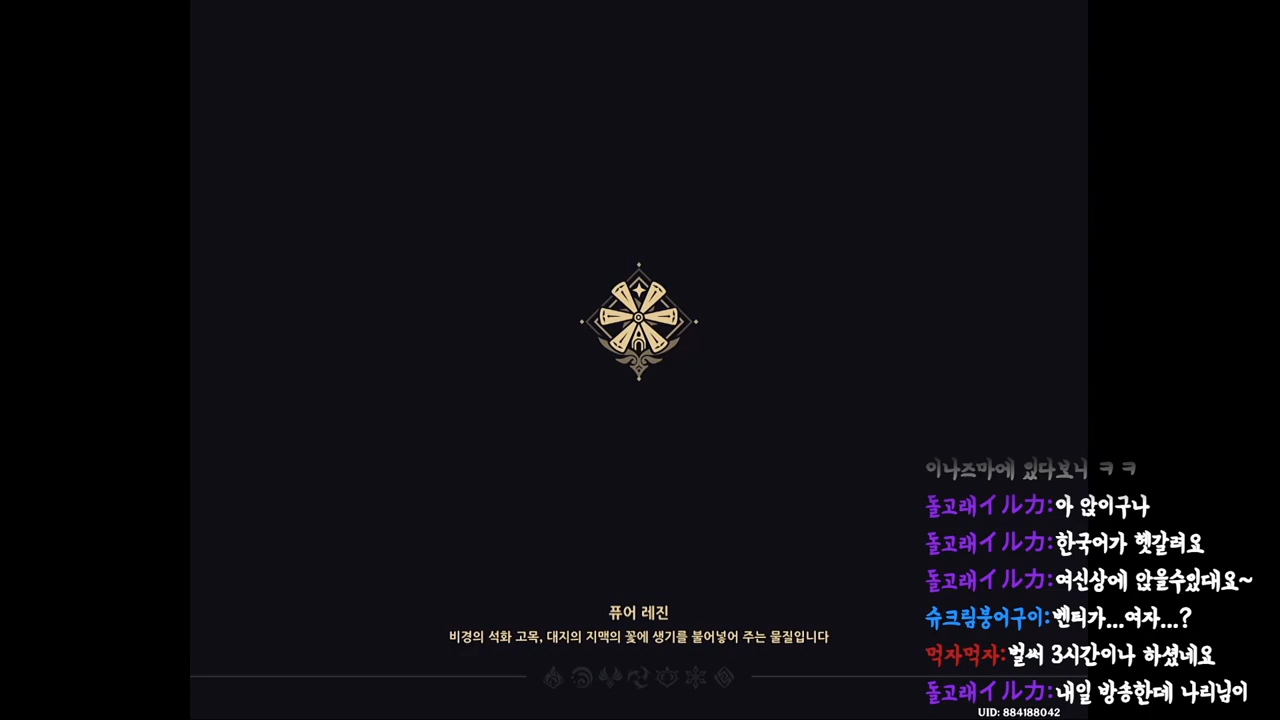 퓨어 레진
비경의 석화 고목, 대지의 지맥의 꽃에 생기를 불어넣어 주는 물질입니다
이나즈마에 있다보니 ㅋㅋ
돌고래イルカ:아 앉이구나
돌고래イルカ:한국어가 헷갈려요
돌고래イルカ:여신상에 앉을수있대요~
슈크림붕어구이:벤티가...여자...?
먹자먹자:벌써 3시간이나 하셨네요
돌고래イルカ:내일 방송한데 나리님이
UID: 884188042